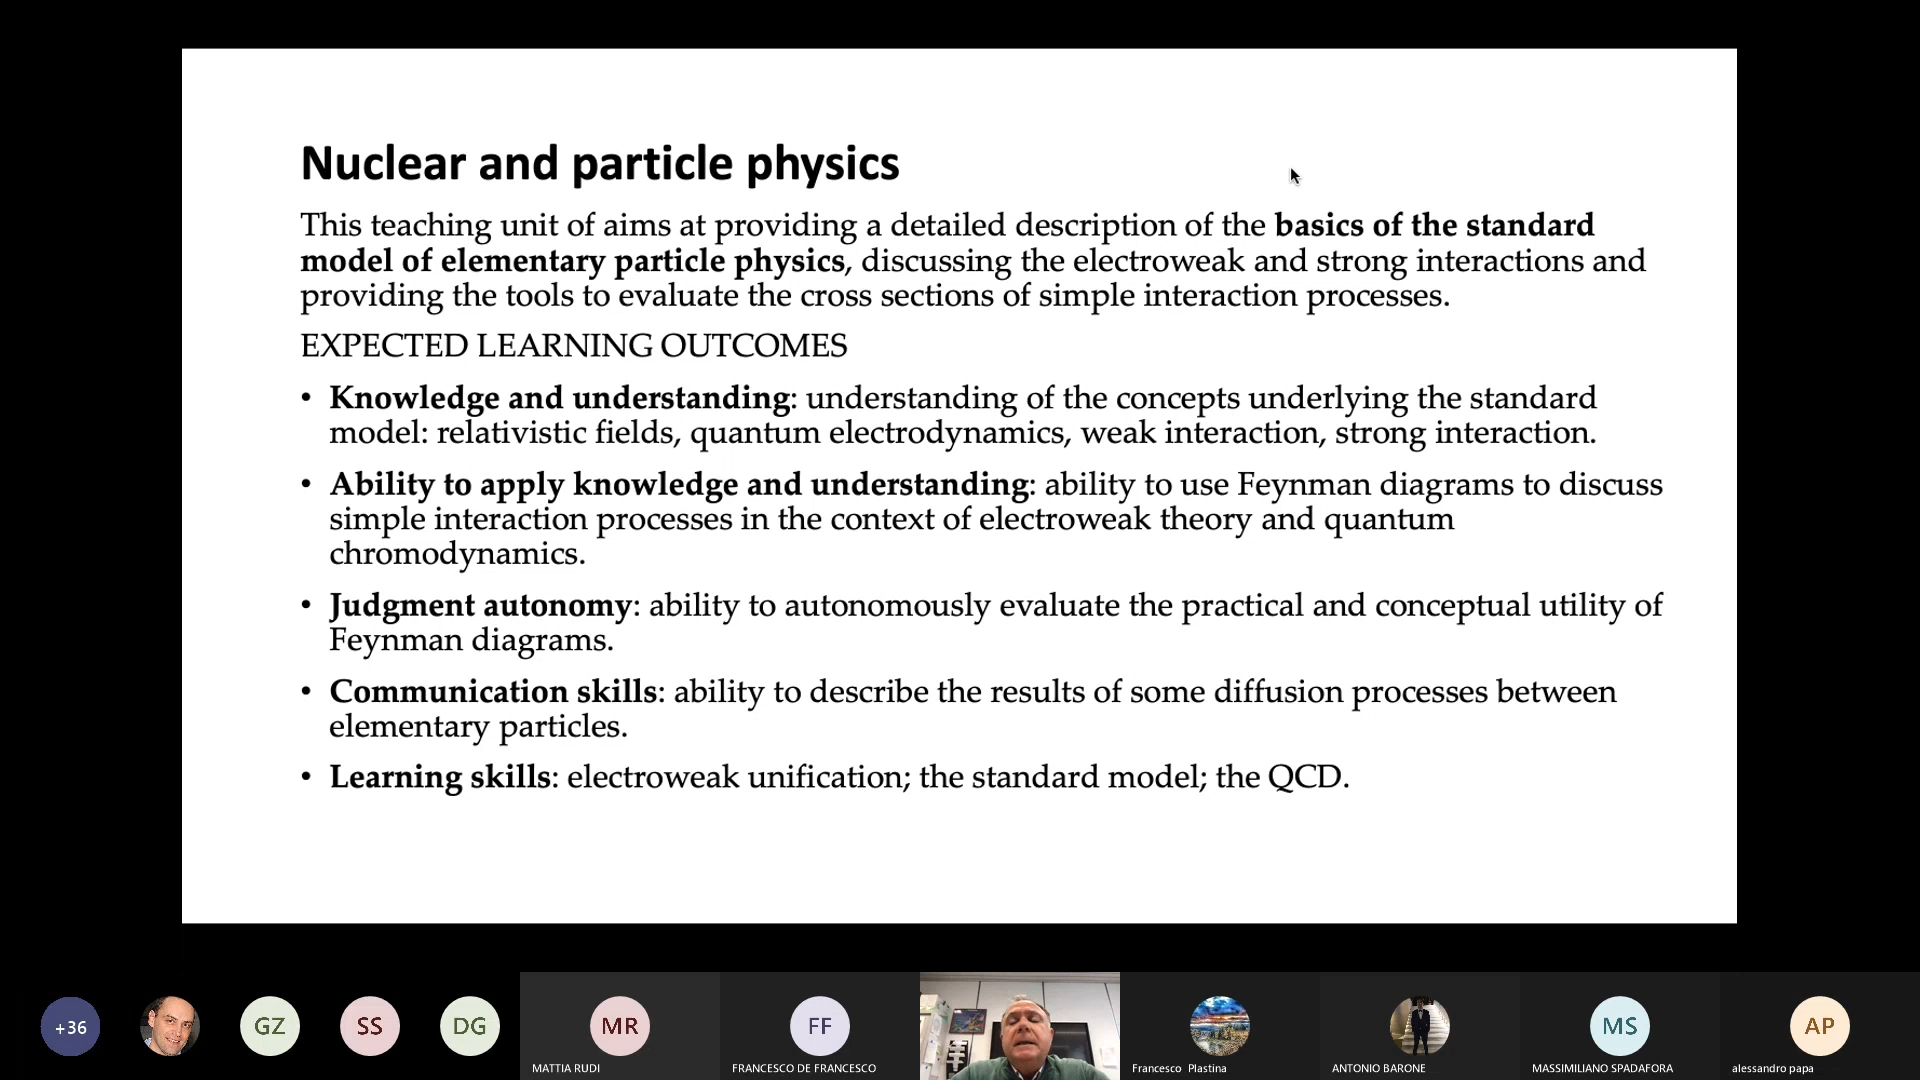 Nuclear and particle physics
This teaching unit of aims at providing a detailed description of the basics of the standard
model of elementary particle physics, discussing the electroweak and strong interactions and
providing the tools to evaluate the cross sections of simple interaction processes.
EXPECTED LEARNING OUTCOMES
• Knowledge and understanding: understanding of the concepts underlying the standard
model: relativistic fields, quantum electrodynamics, weak interaction, strong interaction.
• Ability to apply knowledge and understanding: ability to use Feynman diagrams to discuss
simple interaction processes in the context of electroweak theory and quantum
chromodynamics.
• Judgment autonomy: ability to autonomously evaluate the practical and conceptual utility of
Feynman diagrams.
• Communication skills: ability to describe the results of some diffusion processes between
elementary particles.
• Learning skills: electroweak unification; the standard model; the QCD.
+36
GZ
SS
DG
MR
FF
MS
AP
MATTIA RUDI
FRANCESCO DE FRANCESCO
Francesco Plastina
ANTONIO BARONE
MASSIMILIANO SPADAFORA
alessandro papa